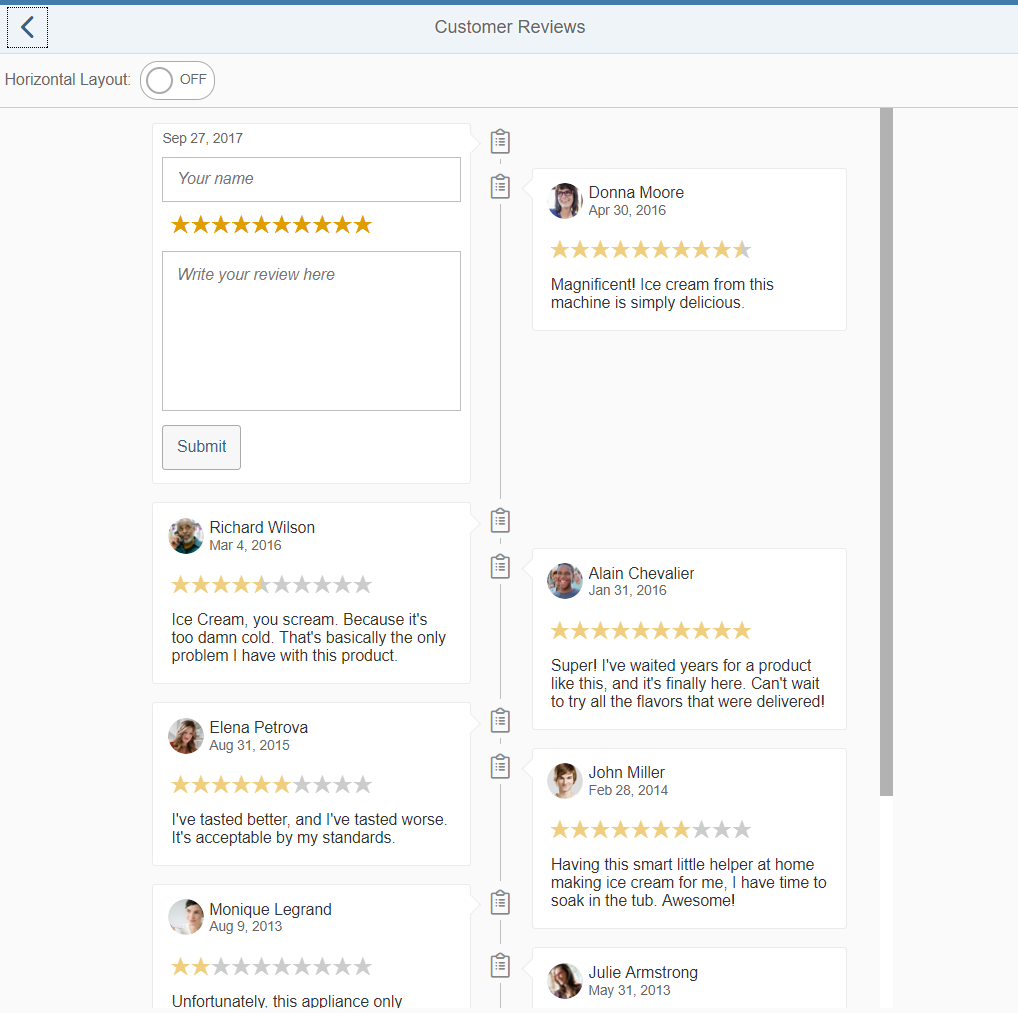 Customer Reviews
Horizontal Layout:
OFF
Sep 27, 2017
Your name
Write your review here
Submit
Donna Moore
Apr 30, 2016
Magnificent! Ice cream from this
machine is simply delicious.
Richard Wilson
Mar 4, 2016
Ice Cream, you scream. Because it's
too damn cold. That's basically the only
problem I have with this product.
Alain Chevalier
Jan 31, 2016
Super! I've waited years for a product
like this, and it's finally here. Can't wait
to try all the flavors that were delivered!
Elena Petrova
Aug 31, 2015
I've tasted better, and I've tasted worse.
It's acceptable by my standards.
John Miller
Feb 28, 2014
Having this smart little helper at home
making ice cream for me, I have time to
soak in the tub. Awesome!
Monique Legrand
Aug 9, 2013
Unfortunately, this appliance only
Julie Armstrong
May 31, 2013